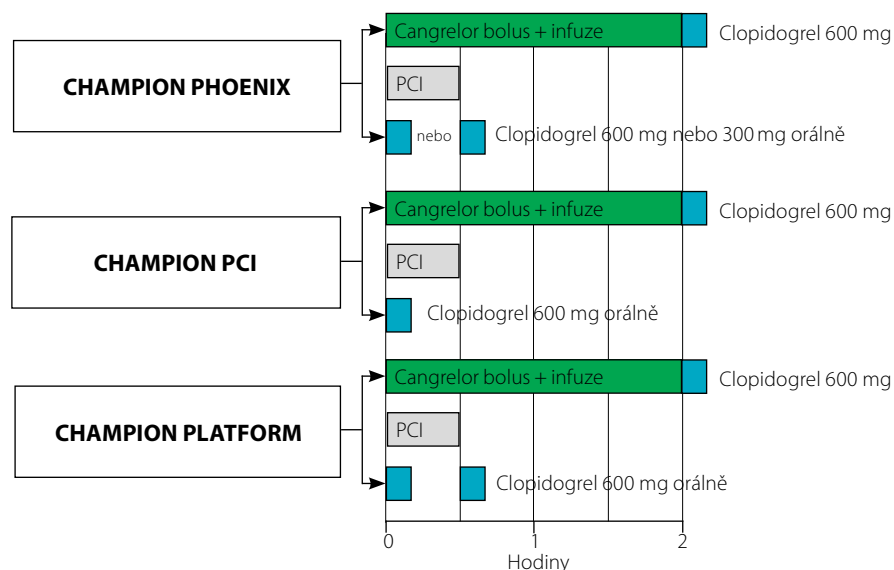 Cangrelor bolus + infuze
Clopidogrel 600 mg
CHAMPION PHOENIX
PCI
nebo
Clopidogrel 600 mg nebo 300 mg orálně
Cangrelor bolus + infuze
Clopidogrel 600 mg
CHAMPION PCI
PCI
Clopidogrel 600 mg orálně
Cangrelor bolus + infuze
Clopidogrel 600 mg
CHAMPION PLATFORM
PCI
Clopidogrel 600 mg orálně
0 1 2
Hodiny